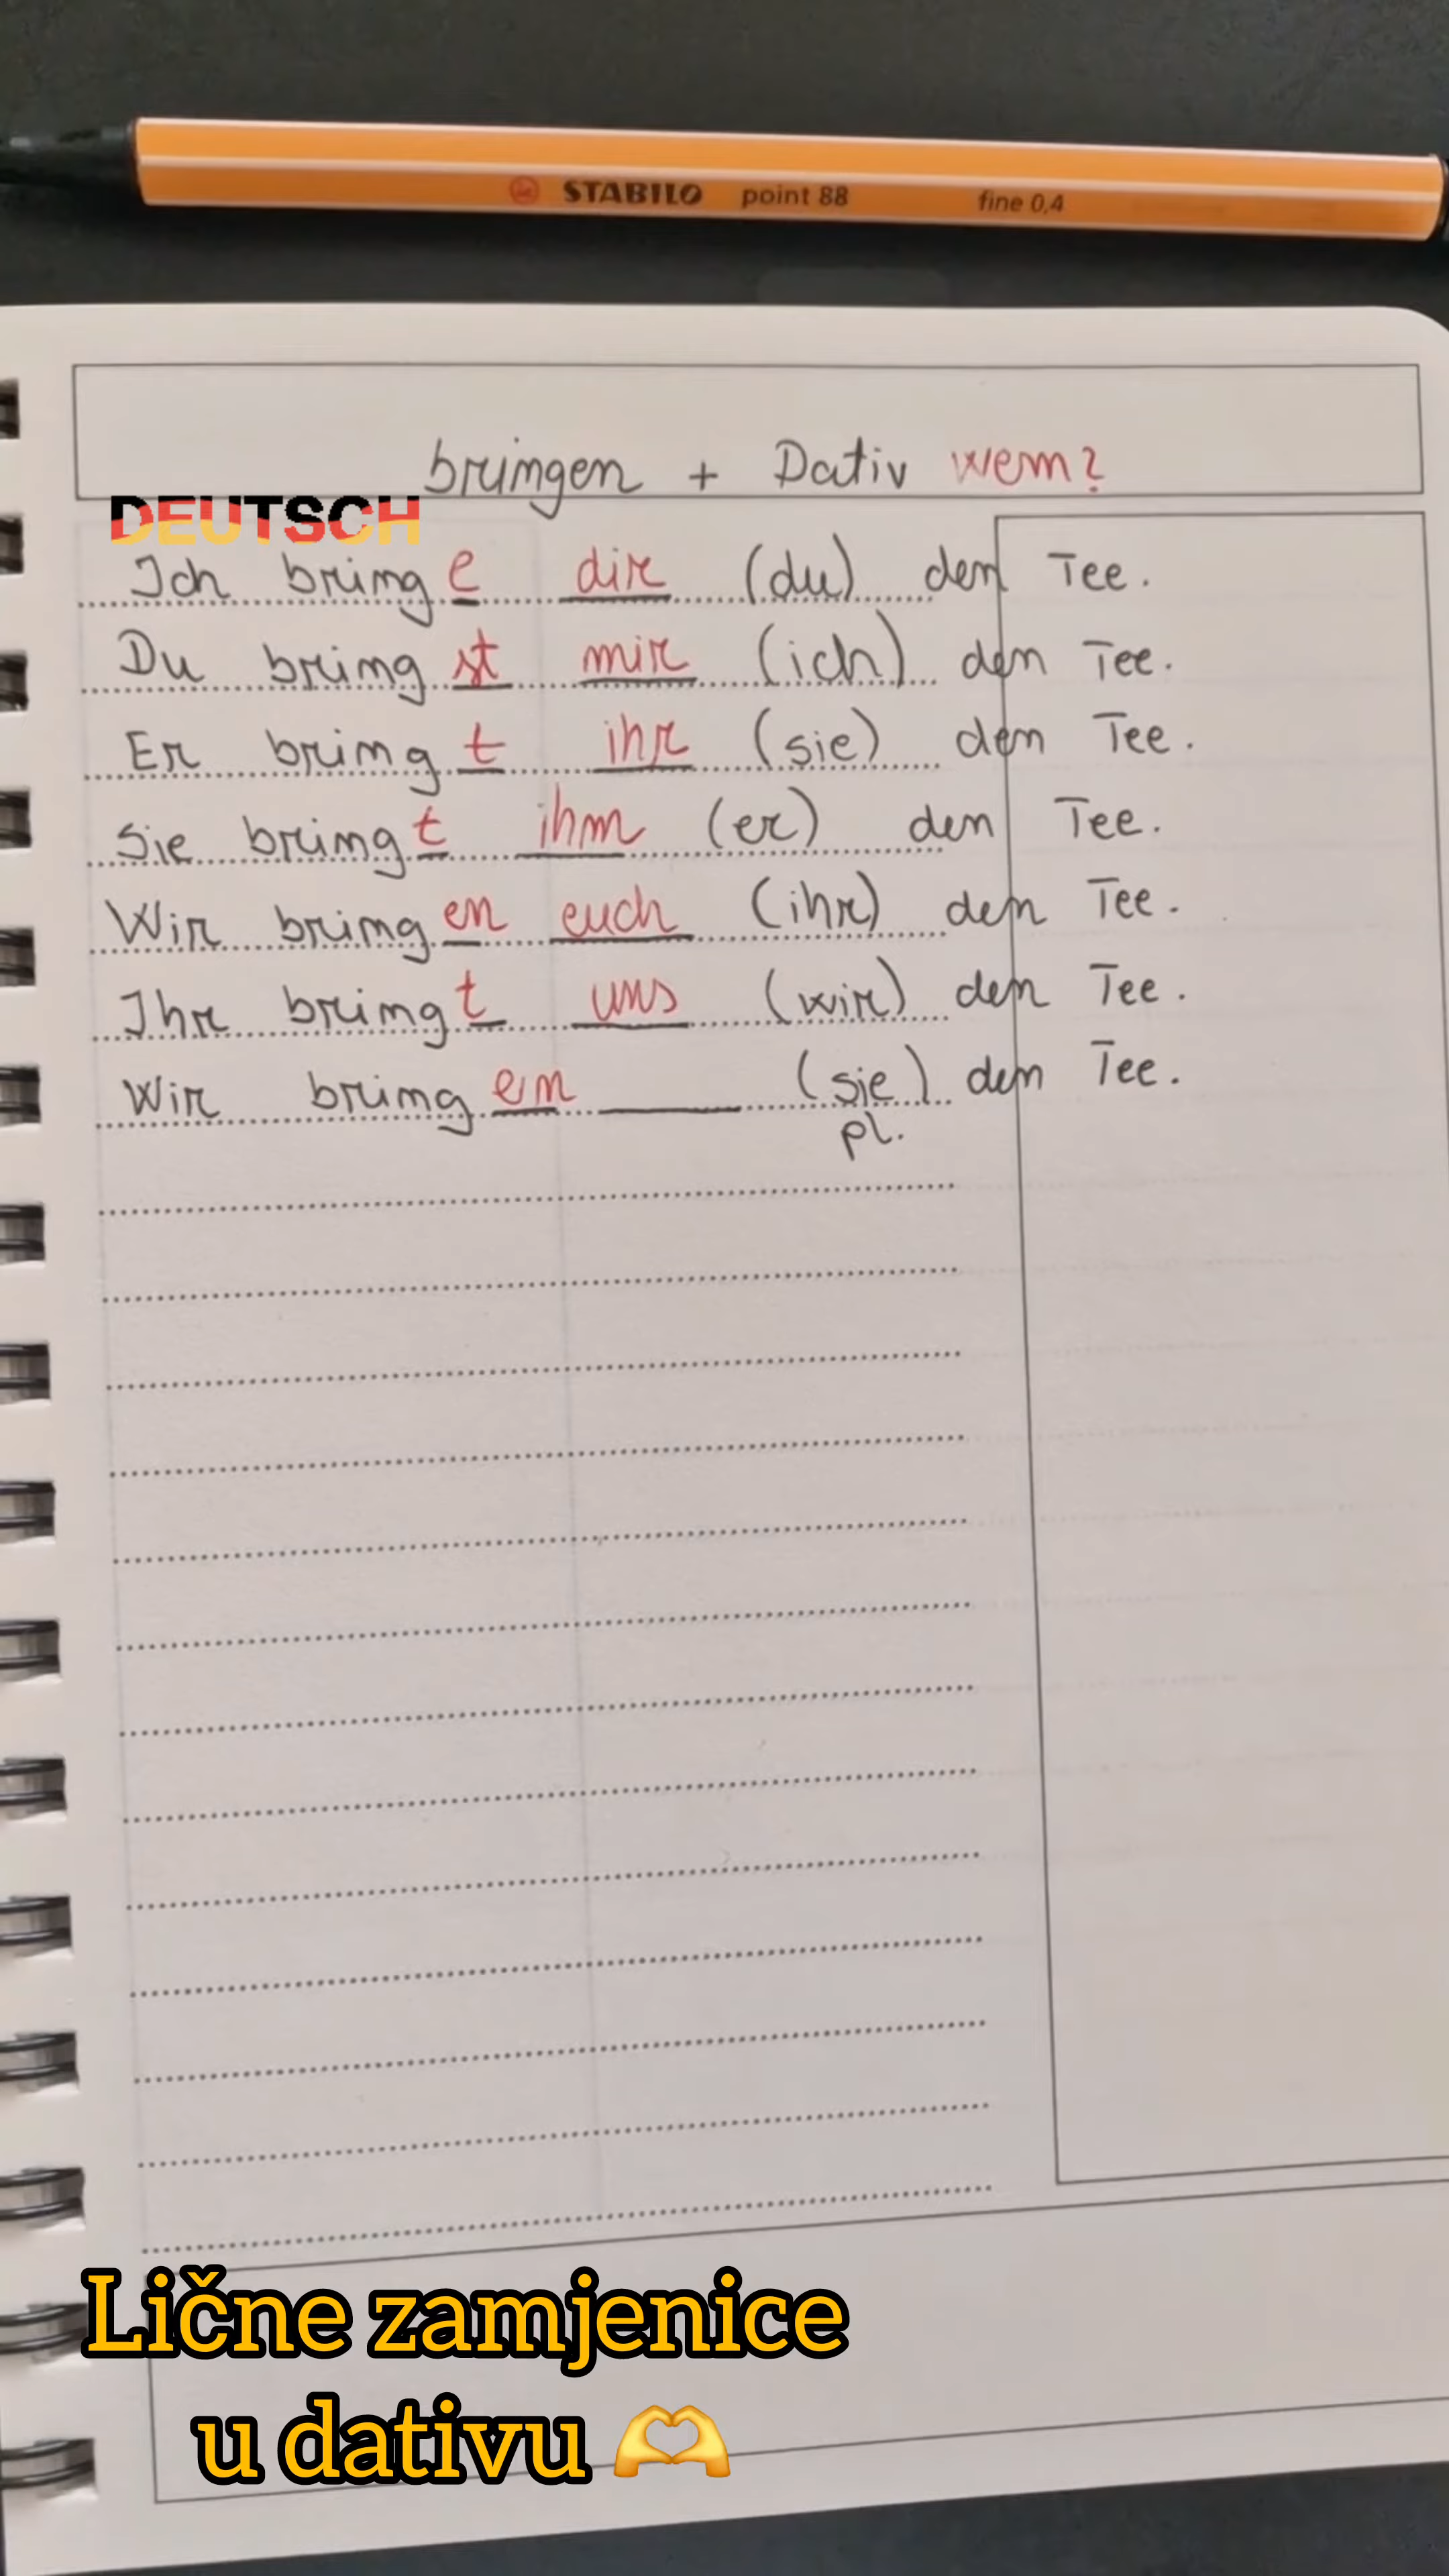 STABILO point 88 fine 0,4
bringen + Dativ wem?
DEUTSCH
Ich bringe dir (du) den Tee.
Du bringst mir (ich) den Tee.
Er bringt ihr (sie) den Tee.
Sie bringt ihm (er) den Tee.
Wir bringen euch (ihr) den Tee.
Ihr bringt uns (wir) den Tee.
Wir bringen ____ (sie) den Tee.
pl.
Lične zamjenice
u dativu 🫶